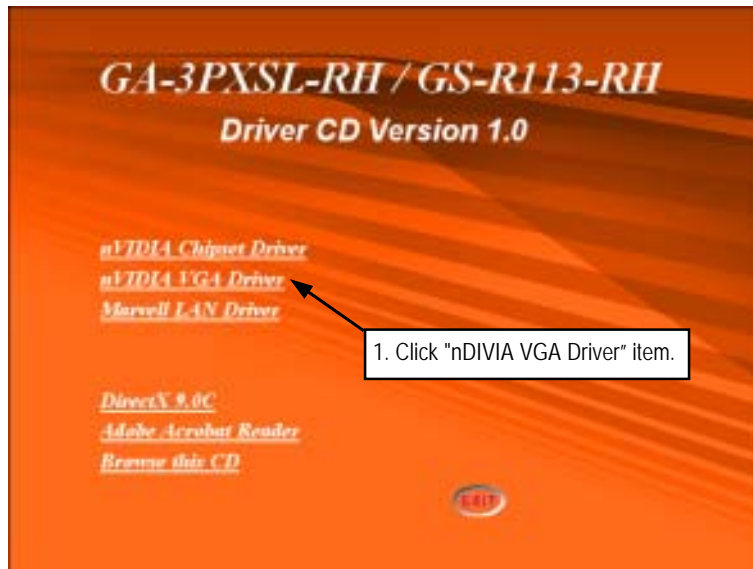 GA-3PXSL-RH / GS-R113-RH
Driver CD Version 1.0
nVIDIA Chipset Driver
nVIDIA VGA Driver
Marvell LAN Driver
1. Click "nDIVIA VGA Driver" item.
DirectX 9.0C
Adobe Acrobat Reader
Browse this CD
EXIT